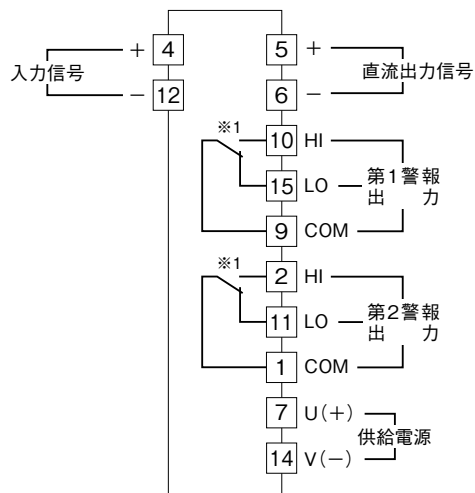 入力信号
+ 4
− 12
5 +
6 −
直流出力信号
※1
10 HI
15 LO
9 COM
第1警報
出 力
※1
2 HI
11 LO
1 COM
第2警報
出 力
7 U(+)
14 V(−)
供給電源